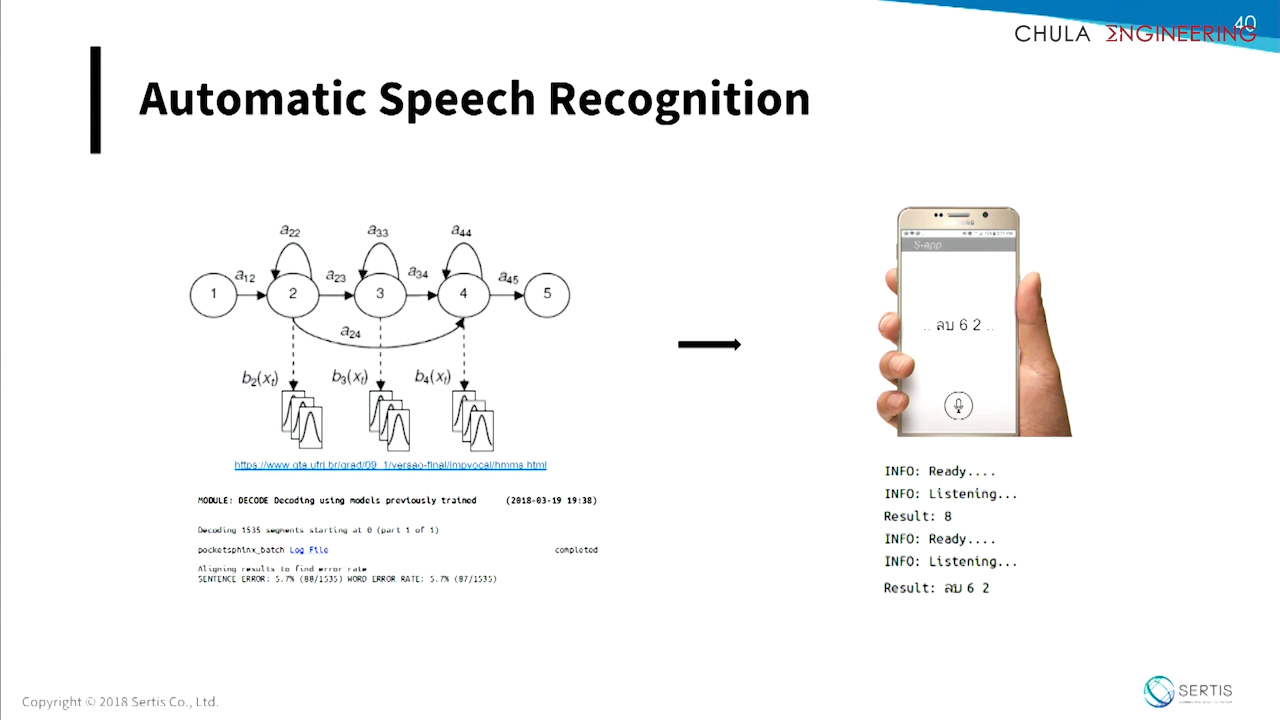 40
CHULA ΣNGINEERING
Automatic Speech Recognition
a22 a33 a44
a12 a23 a34 a45
1 2 3 4 5
a24
b2(xt) b3(xt) b4(xt)
https://www.gta.ufrj.br/grad/09_1/versao-final/impvocal/hmms.html
MODULE: DECODE Decoding using models previously trained (2018-03-19 19:38)
Decoding 1535 segments starting at 0 (part 1 of 1)
pocketsphinx_batch Log File completed
Aligning results to find error rate
SENTENCE ERROR: 5.7% (88/1535) WORD ERROR RATE: 5.7% (87/1535)
S-app
.. ลบ 6 2 ..
INFO: Ready....
INFO: Listening...
Result: 8
INFO: Ready....
INFO: Listening...
Result: ลบ 6 2
Copyright © 2018 Sertis Co., Ltd.
SERTIS